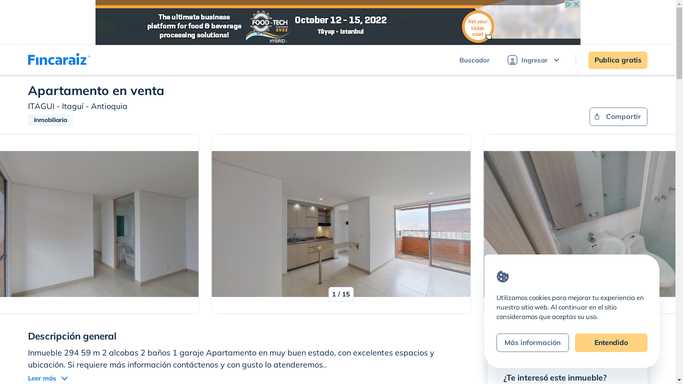 The ultimate business
platform for food & beverage
processing solutions!
FOOD-TECH
HYBRID
October 12 - 15, 2022
Tüyap - Istanbul
Get your
ticket
now!
Fincaraiz
Buscador
Ingresar
Publica gratis
Apartamento en venta
ITAGUI - Itaguí - Antioquia
Inmobiliaria
Compartir
1 / 15
Utilizamos cookies para mejorar tu experiencia en
nuestro sitio web. Al continuar en el sitio
consideramos que aceptas su uso.
Más información
Entendido
Descripción general
Inmueble 294 59 m 2 alcobas 2 baños 1 garaje Apartamento en muy buen estado, con excelentes espacios y
ubicación. Si requiere más información contáctenos y con gusto lo atenderemos..
Leer más
¿Te interesó este inmueble?